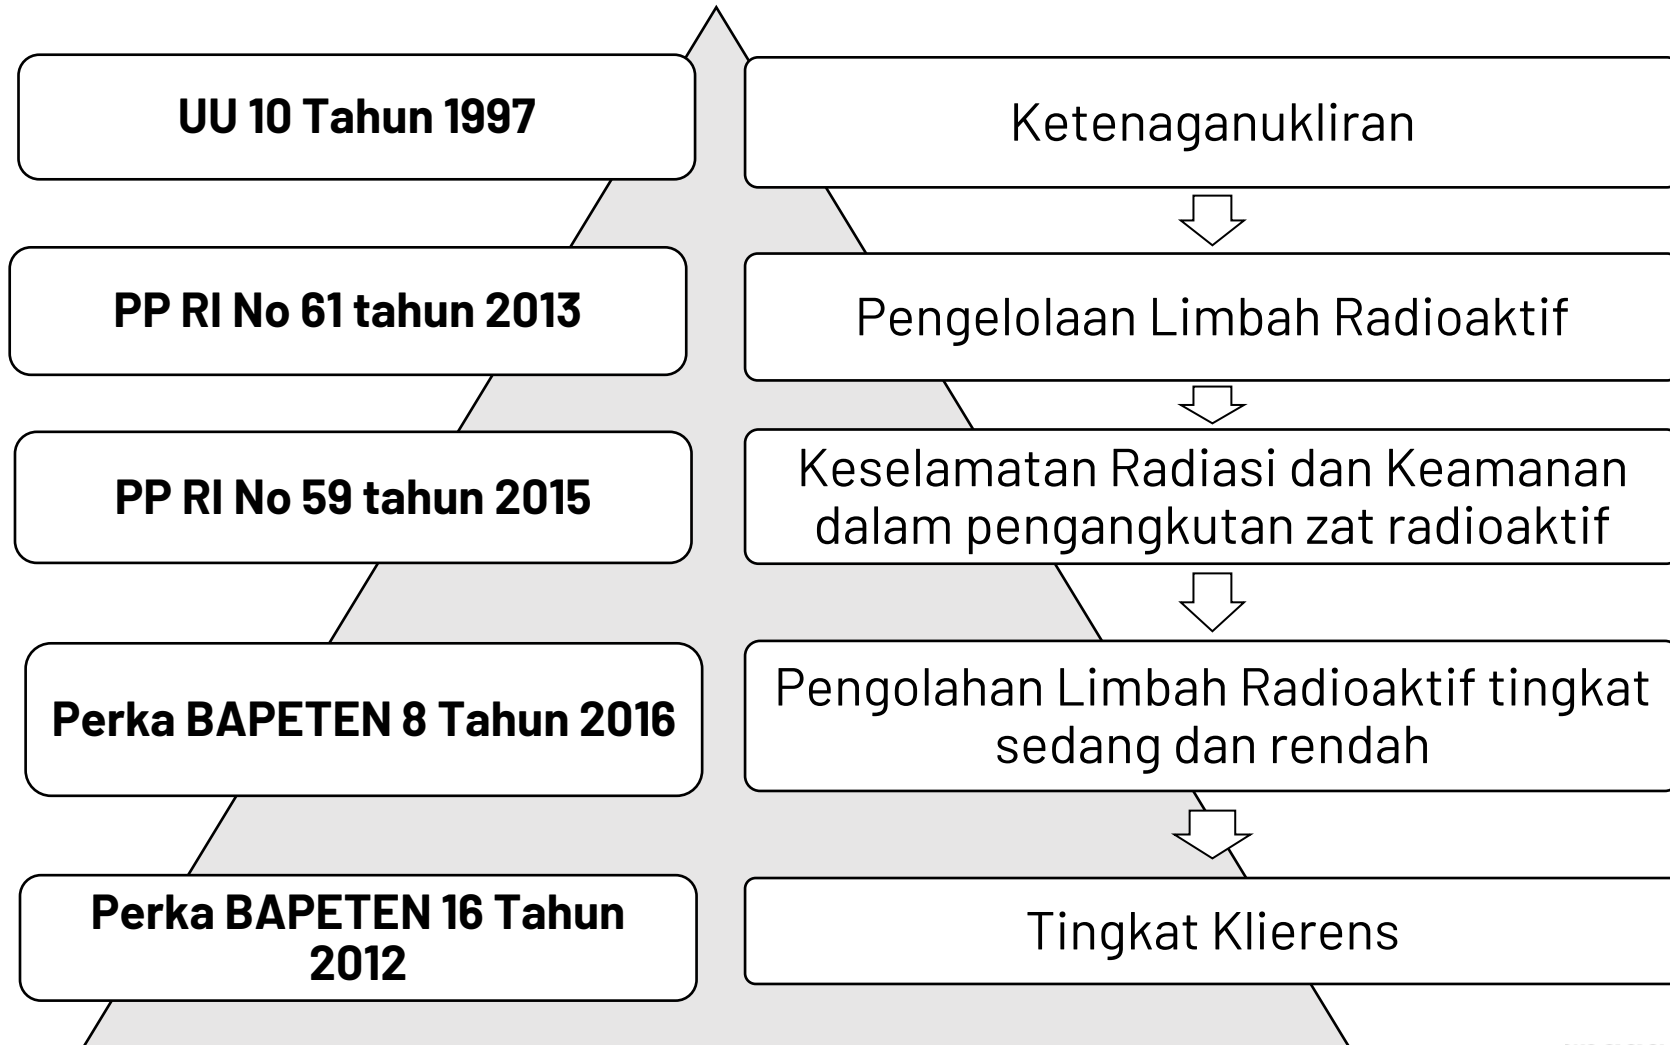 UU 10 Tahun 1997
Ketenaganukliran
PP RI No 61 tahun 2013
Pengelolaan Limbah Radioaktif
PP RI No 59 tahun 2015
Keselamatan Radiasi dan Keamanan
dalam pengangkutan zat radioaktif
Perka BAPETEN 8 Tahun 2016
Pengolahan Limbah Radioaktif tingkat
sedang dan rendah
Perka BAPETEN 16 Tahun
2012
Tingkat Klierens